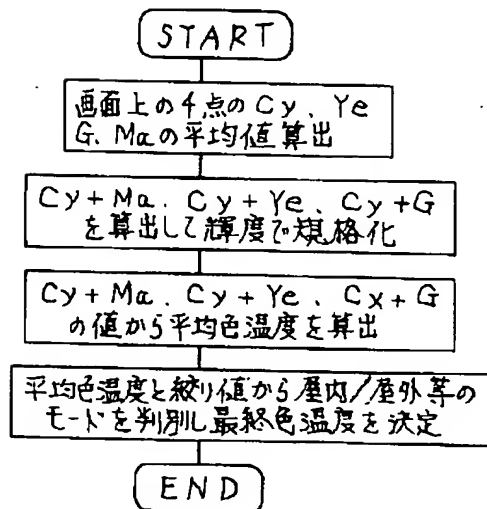 START
画面上の4点のCy、Ye
G、Maの平均値算出
Cy+Ma、Cy+Ye、Cy+G
を算出して輝度で規格化
Cy+Ma、Cy+Ye、Cx+G
の値から平均色温度を算出
平均色温度と絞り値から屋内/屋外等の
モードを判別し最終色温度を決定
END